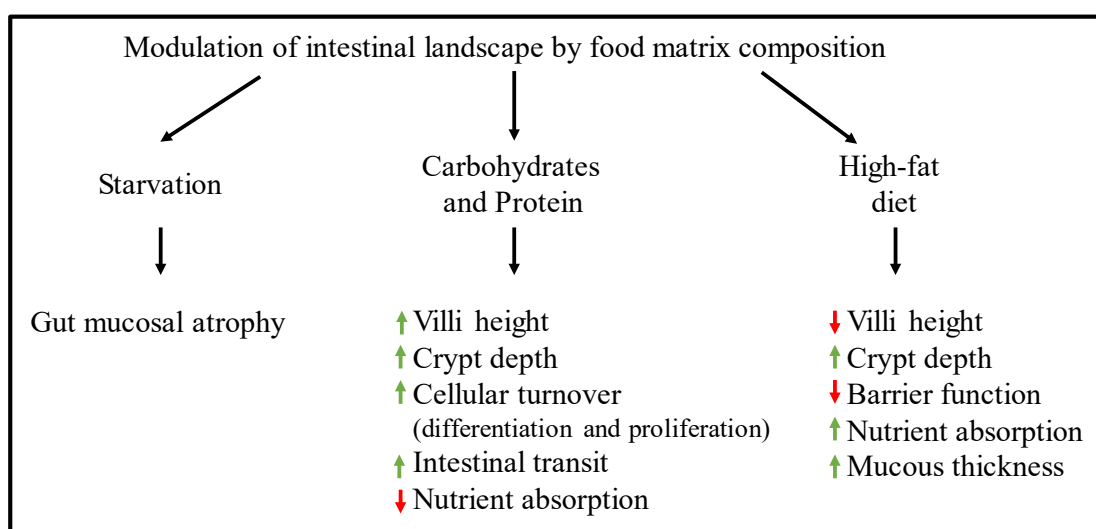 Modulation of intestinal landscape by food matrix composition
Starvation
Gut mucosal atrophy
Carbohydrates
and Protein
Villi height
Crypt depth
Cellular turnover
(differentiation and proliferation)
Intestinal transit
Nutrient absorption
High-fat
diet
Villi height
Crypt depth
Barrier function
Nutrient absorption
Mucous thickness